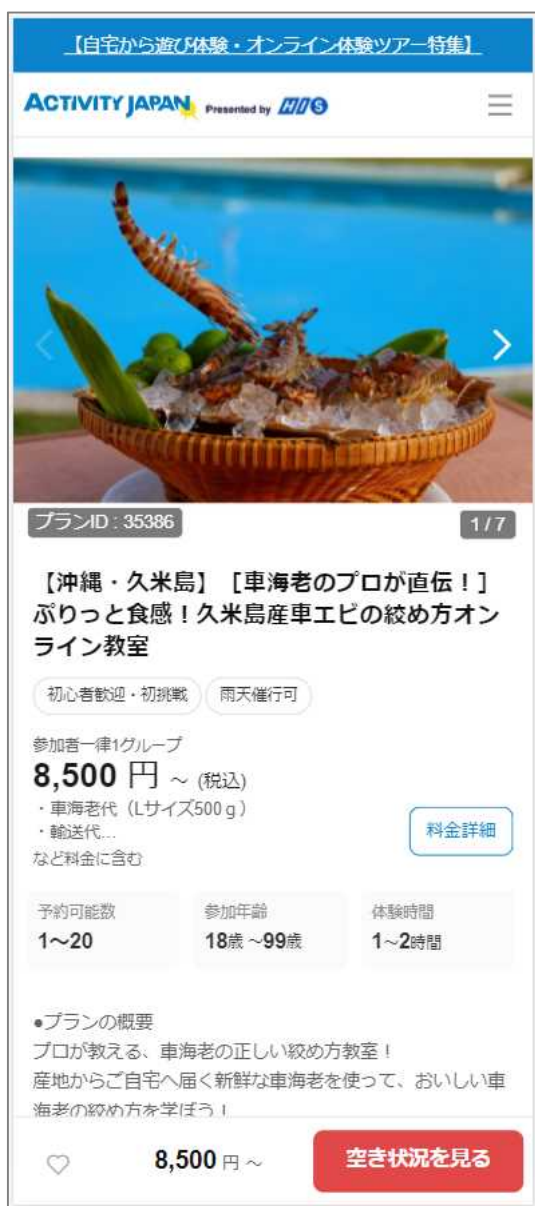 【自宅から遊び体験・オンライン体験ツアー特集】
ACTIVITY JAPAN Presented by HIS
プランID : 35386
1 / 7
【沖縄・久米島】［車海老のプロが直伝！］
ぷりっと食感！久米島産車エビの絞め方オン
ライン教室
初心者歓迎・初挑戦 雨天催行可
参加者一律1グループ
8,500 円 ～ (税込)
・車海老代（Lサイズ500ｇ）
・輸送代...
など料金に含む
料金詳細
予約可能数 参加年齢 体験時間
1～20 18歳 ～99歳 1～2時間
●プランの概要
プロが教える、車海老の正しい絞め方教室！
産地からご自宅へ届く新鮮な車海老を使って、おいしい車
海老の絞め方を学ぼう！
8,500 円 ～ 空き状況を見る